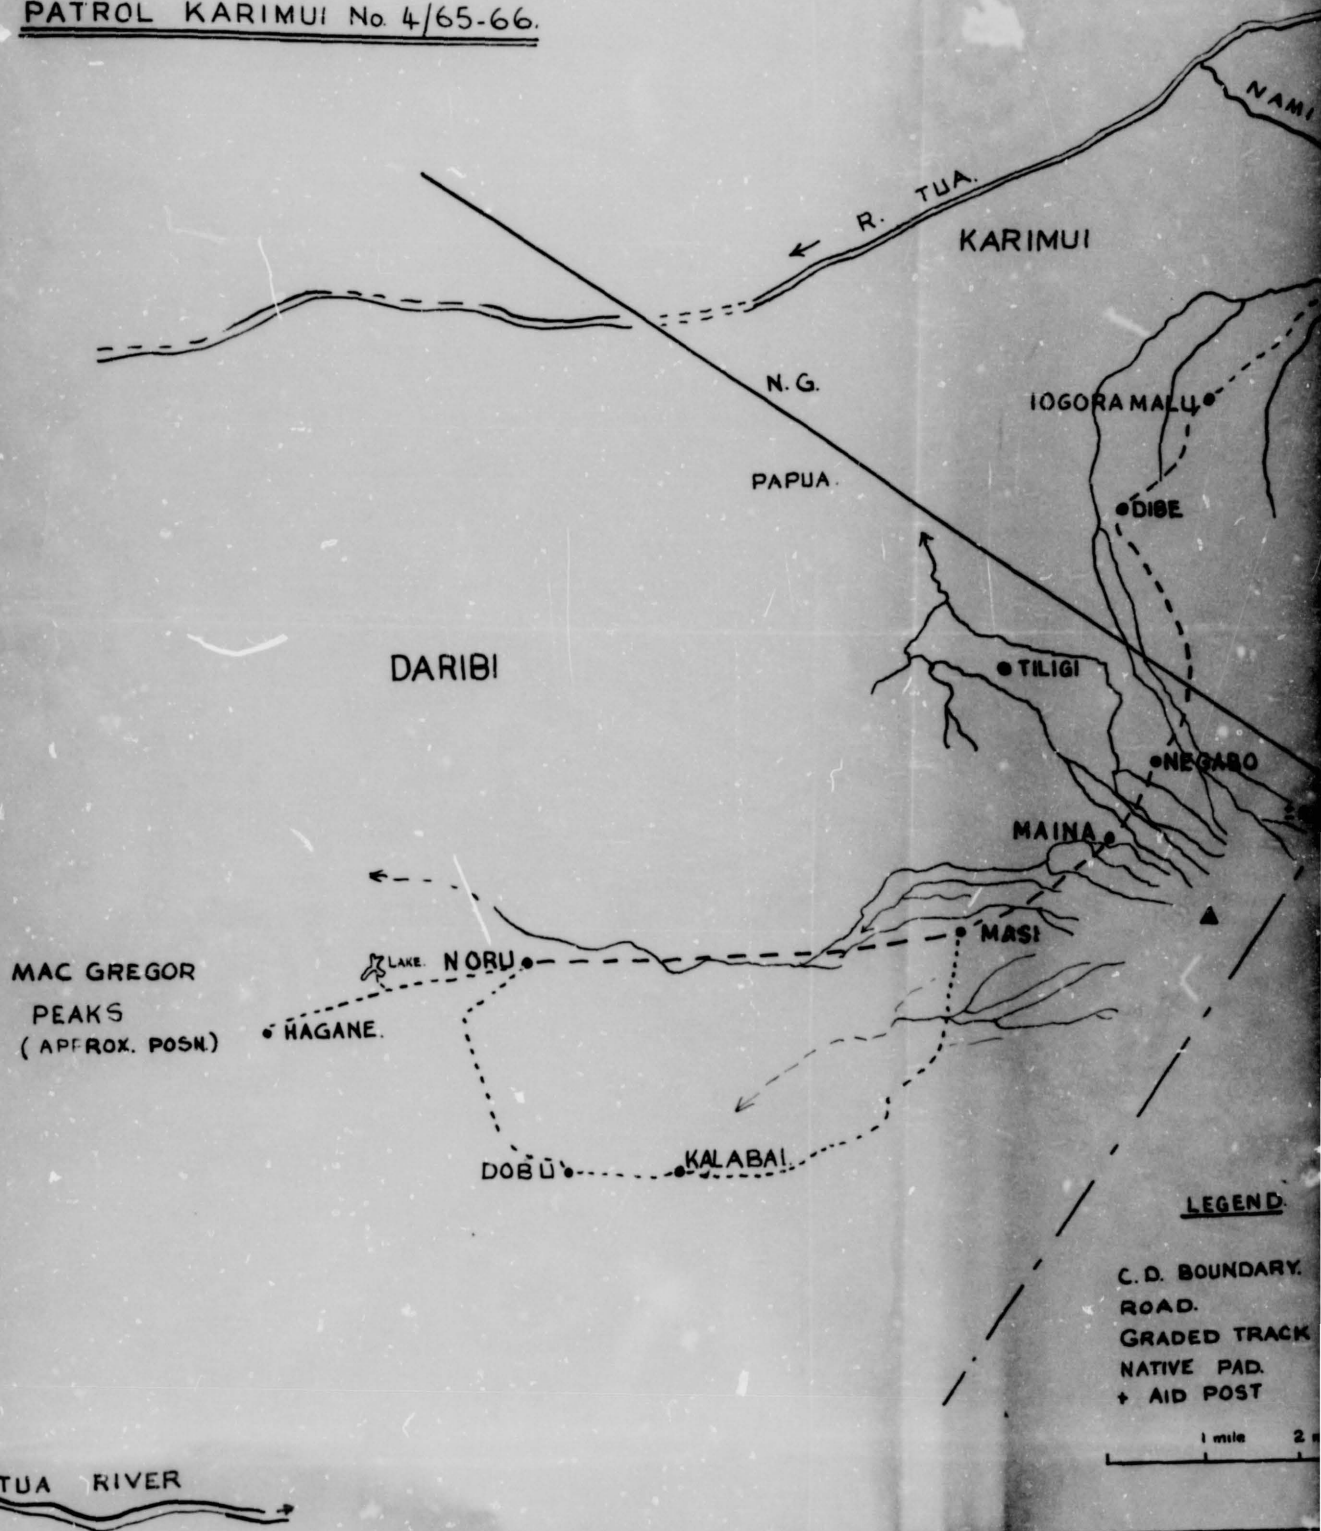 PATROL KARIMUI No. 4/65-66.
NAMI
R. TUA.
KARIMUI
N.G.
IOGORAMALU
PAPUA.
DIBE
DARIBI
TILIGI
NEGABO
MAINA
MASI
LAKE. NORU
MAC GREGOR
PEAKS
(APPROX. POSN.)
HAGANE.
DOBU
KALABAI.
LEGEND.
C.D. BOUNDARY.
ROAD.
GRADED TRACK
NATIVE PAD.
+ AID POST
1 mile 2
TUA RIVER